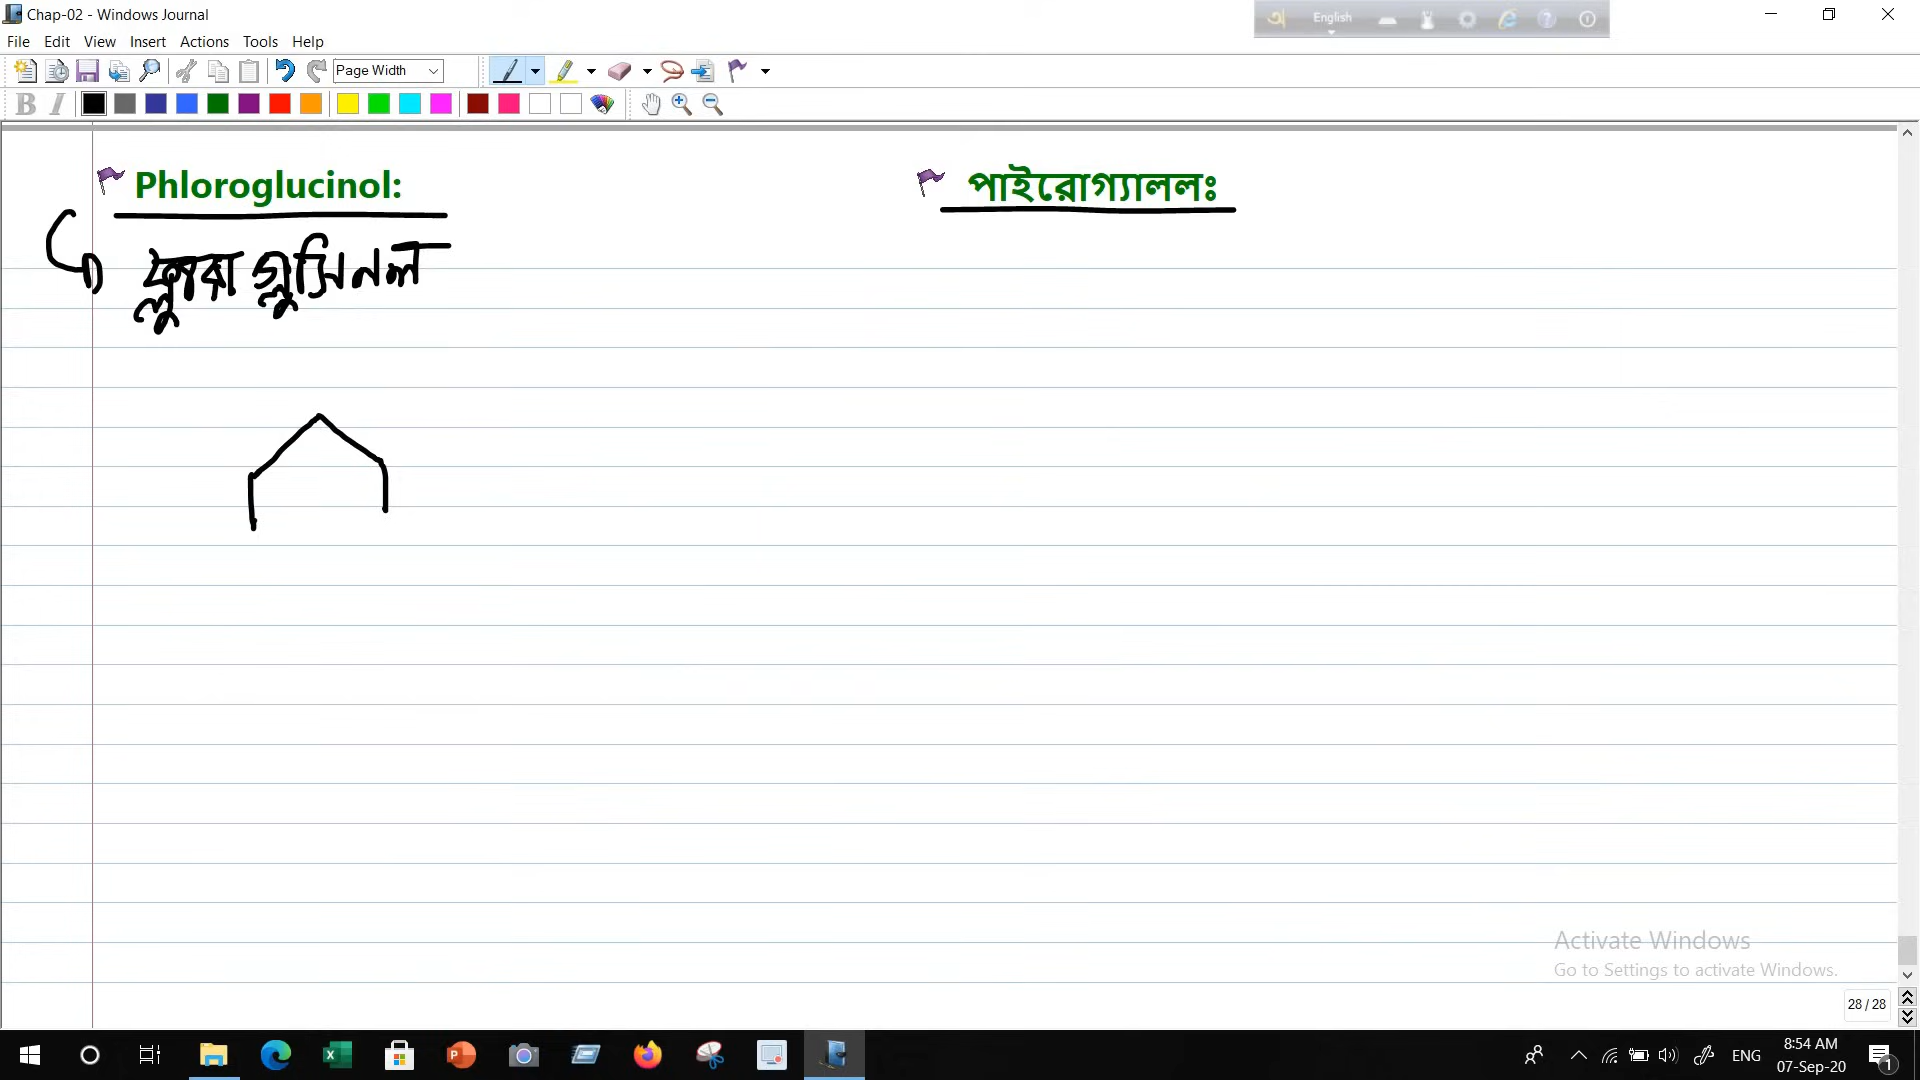 Chap-02 - Windows Journal
English
File Edit View Insert Actions Tools Help
Page Width
B I
Phloroglucinol:
পাইরোগ্যাললঃ
Activate Windows
Go to Settings to activate Windows.
28 / 28
ENG
8:54 AM
07-Sep-20
1